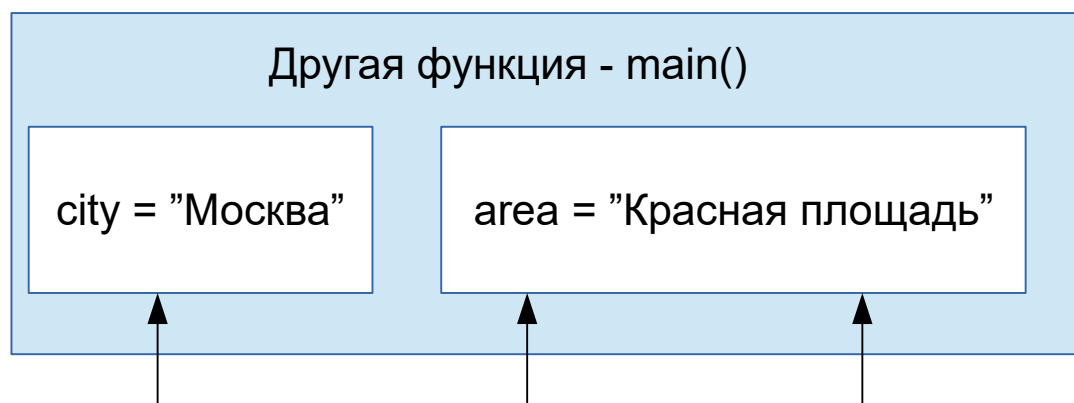 Другая функция - main()
city = ”Москва”
area = ”Красная площадь”